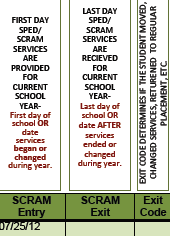 FIRST DAY
SPED/
SCRAM
SERVICES
ARE
PROVIDED
FOR
CURRENT
SCHOOL
YEAR-
First day of
school OR
date
services
began or
changed
during year.
LAST DAY
SPED/
SCRAM
SERVICES
ARE
RECIEVED
FOR
CURRENT
SCHOOL
YEAR-
Last day of
school OR
date AFTER
services
ended or
changed
during year.
EXIT CODE DETERMINES IF THE STUDENT MOVED,
CHANGED SERVICES, RETURENED TO REGULAR
PLACEMENT, ETC.
SCRAM
Entry
SCRAM
Exit
Exit
Code
07/25/12